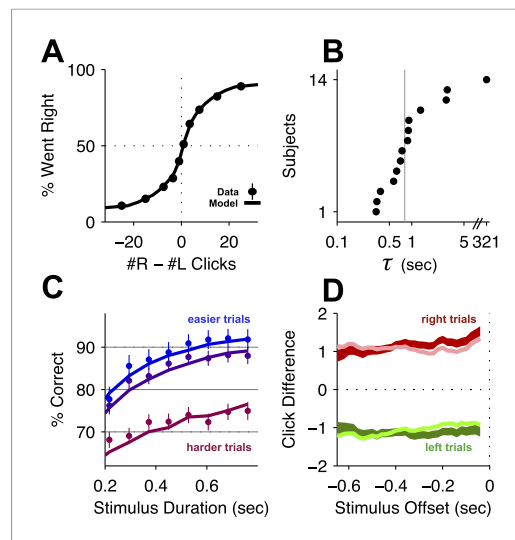 A
% Went Right
100
50
0
−20
0
20
#R − #L Clicks
Data
Model
B
Subjects
14
1
0.1
0.5
1
5
321
τ (sec)
C
% Correct
90
80
70
0.2
0.4
0.6
0.8
Stimulus Duration (sec)
easier trials
harder trials
D
Click Difference
2
1
0
−1
−2
−0.6
−0.4
−0.2
0
Stimulus Offset (sec)
right trials
left trials